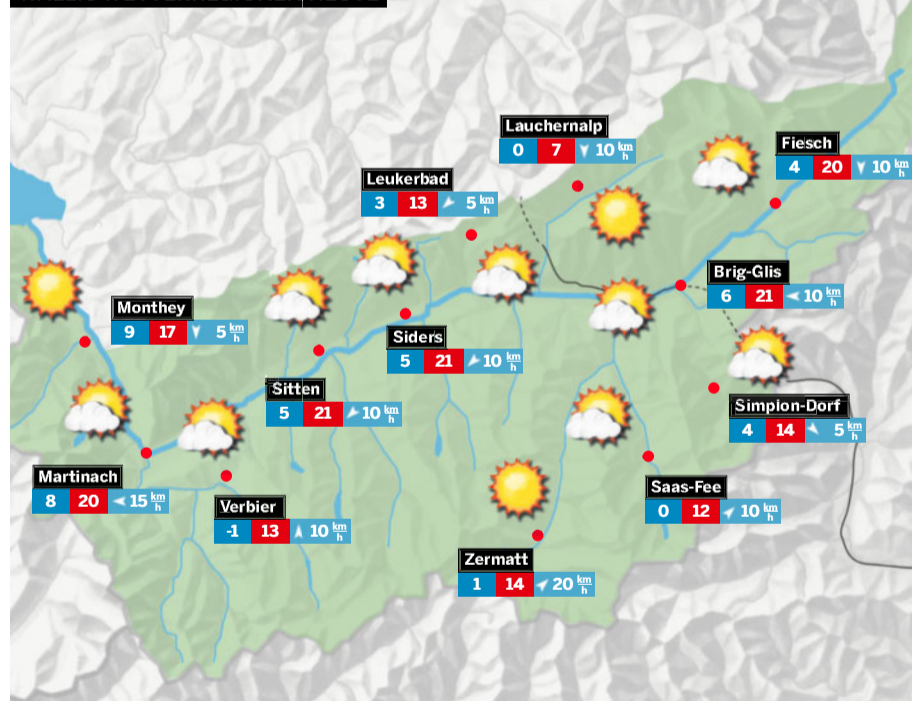 Lauchernalp
0 7 10 km/h
Fiesch
4 20 10 km/h
Leukerbad
3 13 5 km/h
Brig-Glis
6 21 10 km/h
Monthey
9 17 5 km/h
Siders
5 21 10 km/h
Sitten
5 21 10 km/h
Simplon-Dorf
4 14 5 km/h
Martinach
8 20 15 km/h
Verbier
-1 13 10 km/h
Saas-Fee
0 12 10 km/h
Zermatt
1 14 20 km/h